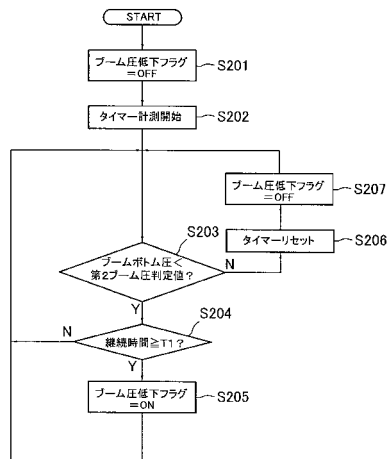 START
ブーム圧低下フラグ
=OFF
S201
タイマー計測開始
S202
ブーム圧低下フラグ
=OFF
S207
タイマーリセット
S206
S203
ブームボトム圧<
第2ブーム圧判定値?
N
Y
S204
N
継続時間≧T1?
Y
ブーム圧低下フラグ
=ON
S205